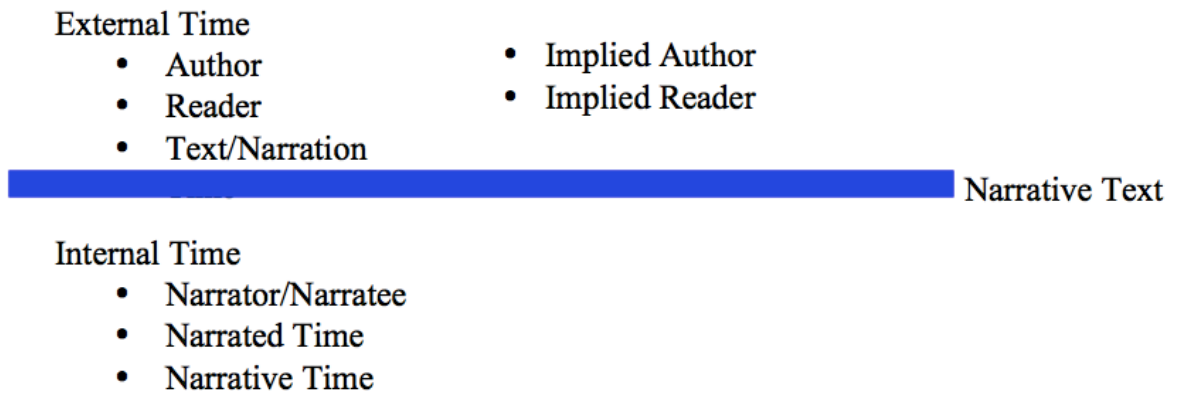 External Time
• Author
• Reader
• Text/Narration
• Implied Author
• Implied Reader
Narrative Text
Internal Time
• Narrator/Narratee
• Narrated Time
• Narrative Time